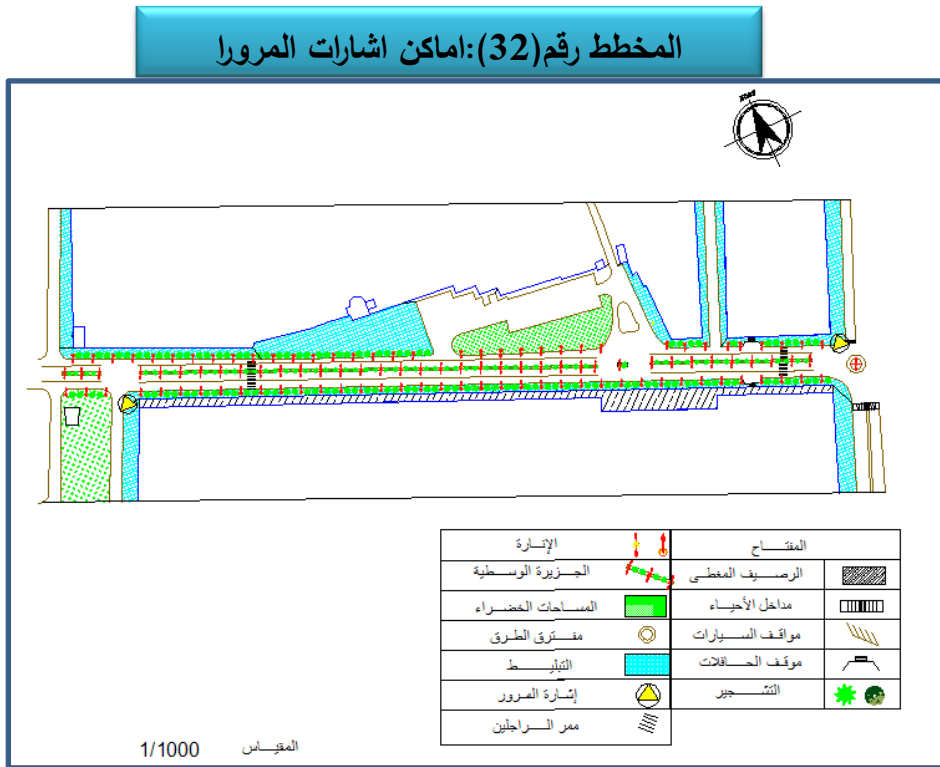 المخطط رقم(32):اماكن اشارات المرورا
المفتاح
الإنارة
الرصيف المغطى
الجزيرة الوسطية
مداخل الأحياء
المساحات الخضراء
مواقف السيارات
مفترق الطرق
موقف الحافلات
التبليط
التشجير
إشارة المرور
ممر الراجلين
المقياس 1/1000